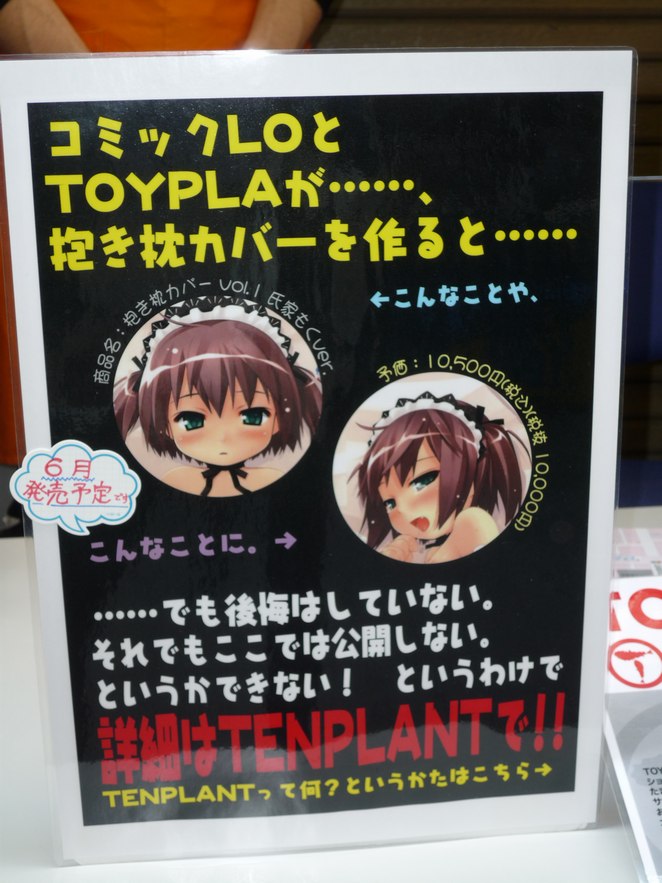 コミックLOと
TOYPLAが……、
抱き枕カバーを作ると……
←こんなことや、
商品名：抱き枕カバー Vol.1 氏家もくver.
予価：10,500円(税込)(税抜 10,000円)
6月
発売予定です
こんなことに。→
……でも後悔はしていない。
それでもここでは公開しない。
というかできない！ というわけで
詳細はTENPLANTで!!
TENPLANTって何？というかたはこちら→
TO
TOY
ショ
た
サ
お